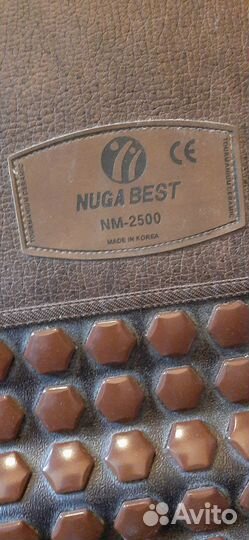 CE
NUGA BEST
NM-2500
MADE IN KOREA
Avito